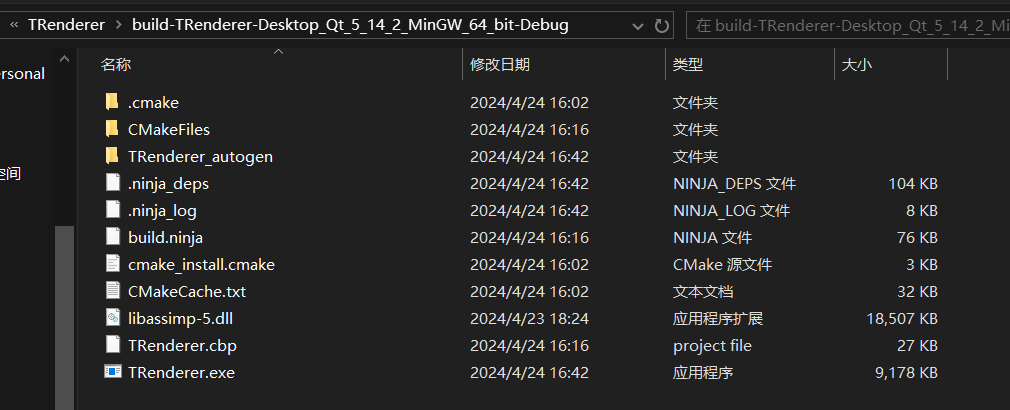 « TRenderer › build-TRenderer-Desktop_Qt_5_14_2_MinGW_64_bit-Debug
在 build-TRenderer-Desktop_Qt_5_14_2_Mi
ersonal
空间
名称 修改日期 类型 大小
.cmake 2024/4/24 16:02 文件夹
CMakeFiles 2024/4/24 16:16 文件夹
TRenderer_autogen 2024/4/24 16:42 文件夹
.ninja_deps 2024/4/24 16:42 NINJA_DEPS 文件 104 KB
.ninja_log 2024/4/24 16:42 NINJA_LOG 文件 8 KB
build.ninja 2024/4/24 16:16 NINJA 文件 76 KB
cmake_install.cmake 2024/4/24 16:02 CMake 源文件 3 KB
CMakeCache.txt 2024/4/24 16:02 文本文档 32 KB
libassimp-5.dll 2024/4/23 18:24 应用程序扩展 18,507 KB
TRenderer.cbp 2024/4/24 16:16 project file 27 KB
TRenderer.exe 2024/4/24 16:42 应用程序 9,178 KB